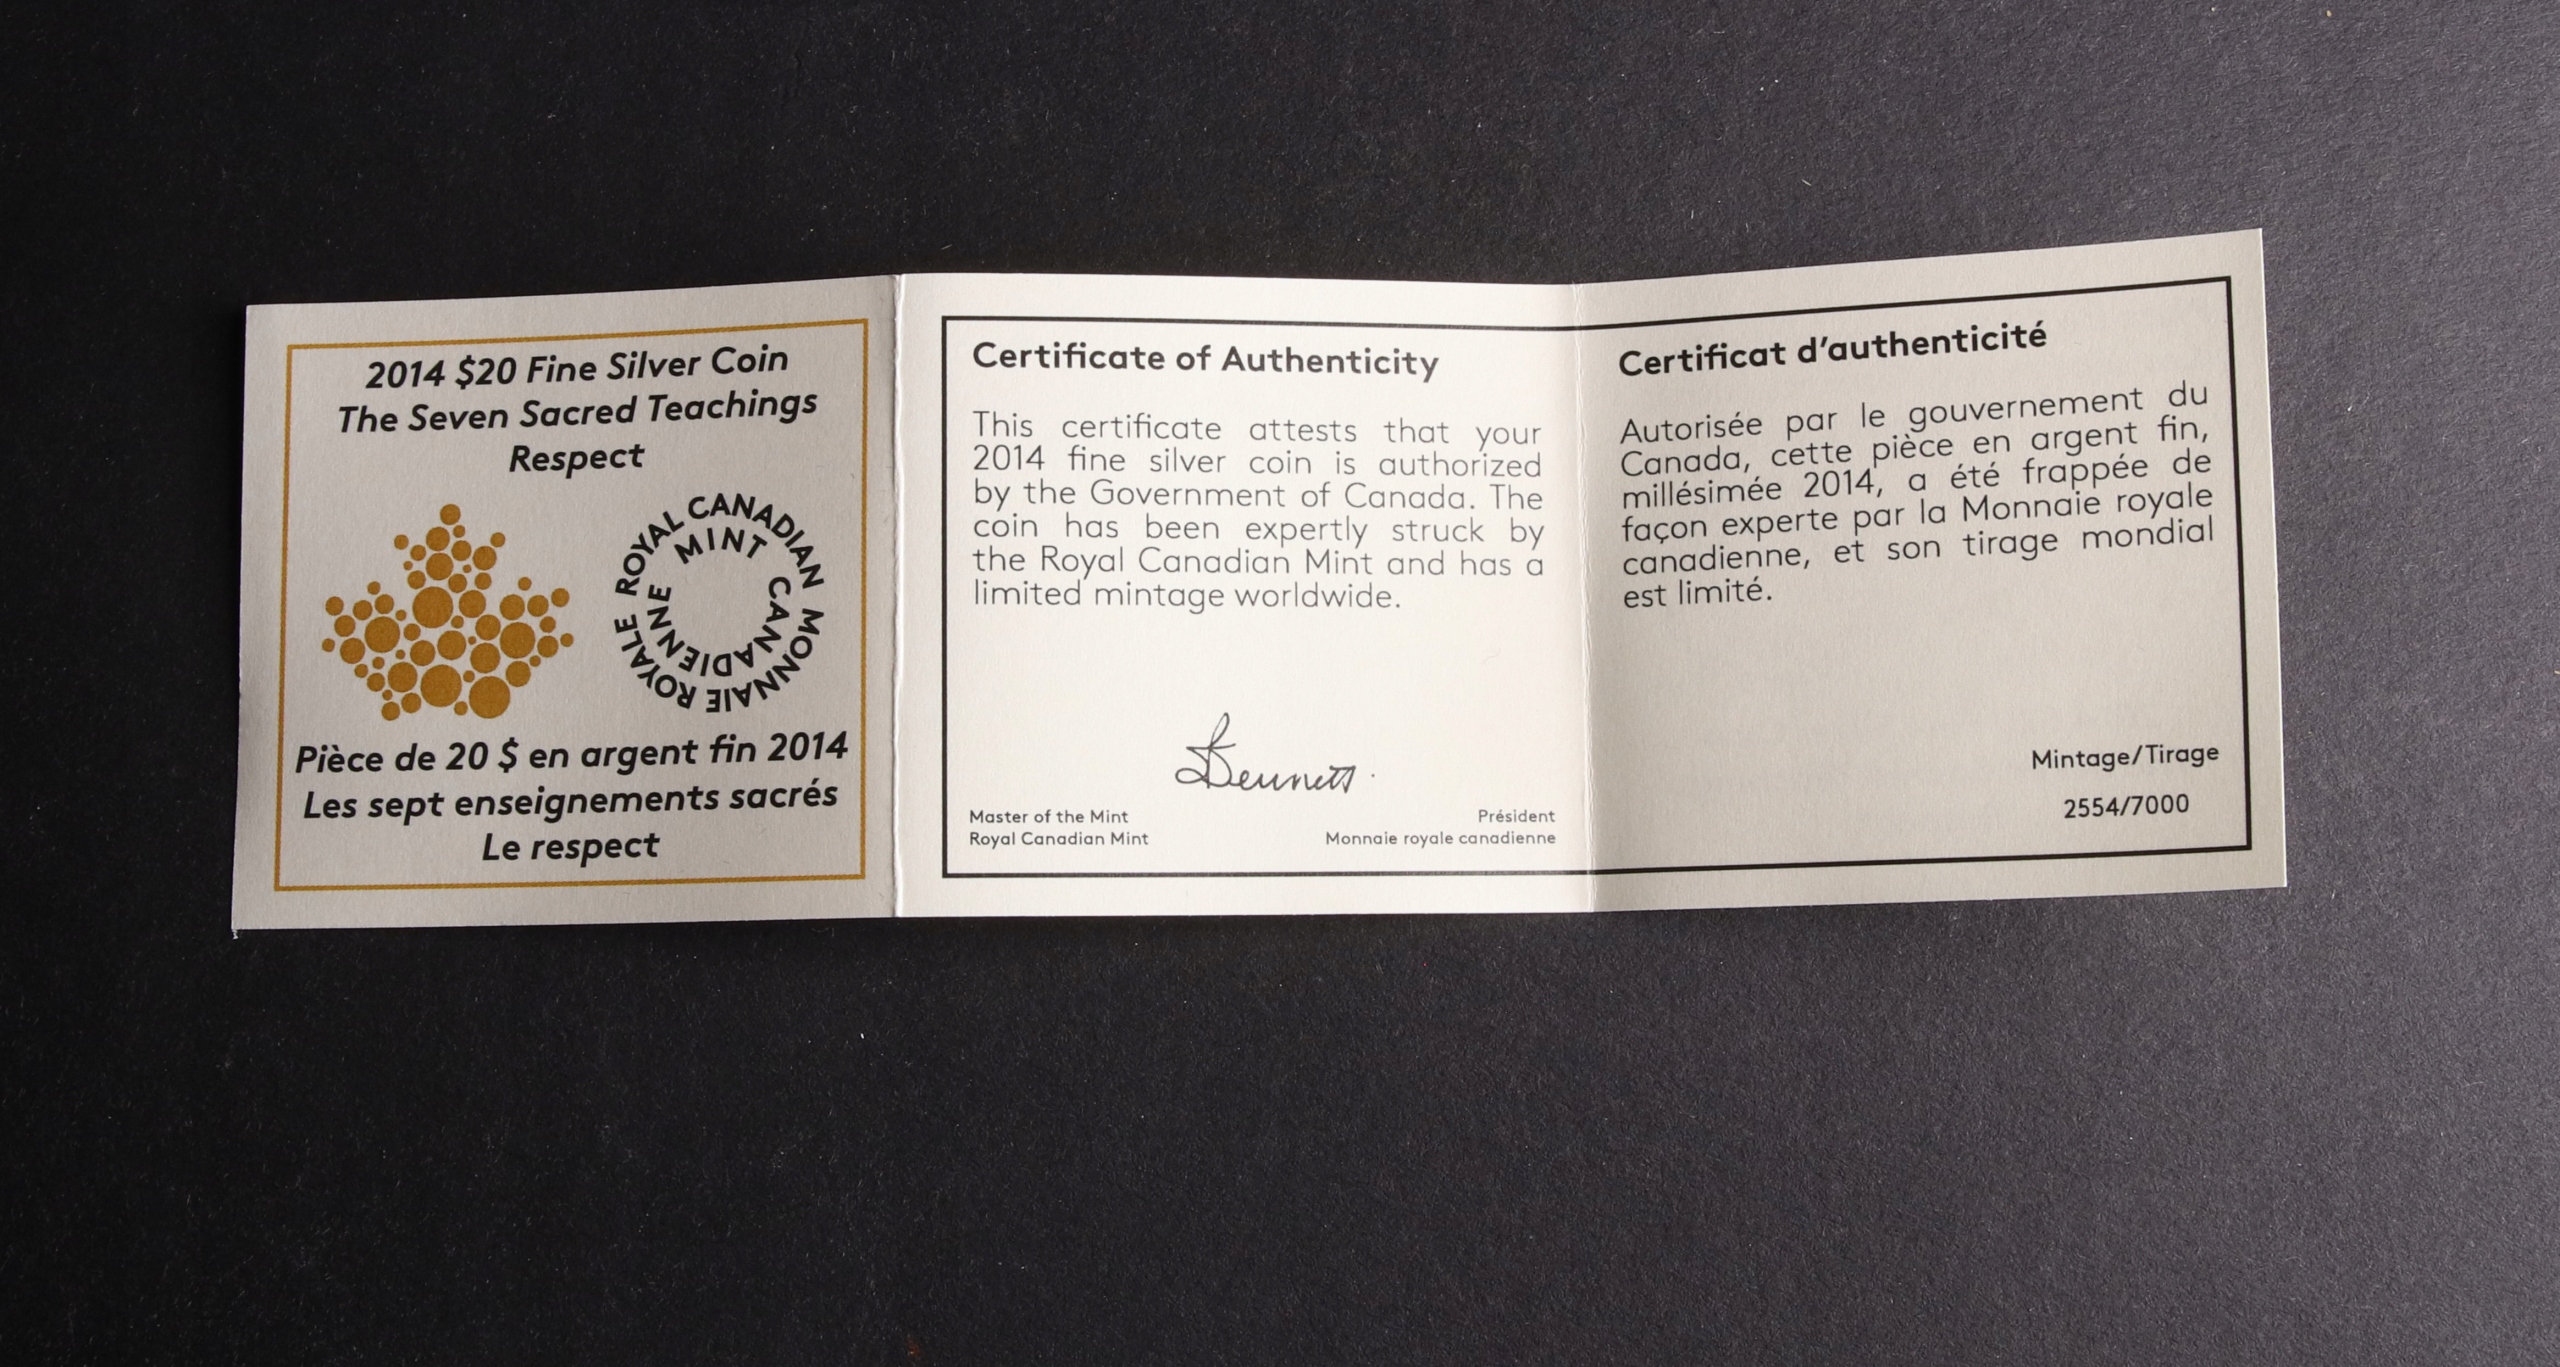 2014 $20 Fine Silver Coin
The Seven Sacred Teachings
Respect
ROYAL CANADIAN MINT
MONNAIE ROYALE CANADIENNE
Pièce de 20 $ en argent fin 2014
Les sept enseignements sacrés
Le respect
Certificate of Authenticity
This certificate attests that your
2014 fine silver coin is authorized
by the Government of Canada. The
coin has been expertly struck by
the Royal Canadian Mint and has a
limited mintage worldwide.
Bennett
Master of the Mint
Royal Canadian Mint
Président
Monnaie royale canadienne
Certificat d'authenticité
Autorisée par le gouvernement du
Canada, cette pièce en argent fin,
millésimée 2014, a été frappée de
façon experte par la Monnaie royale
canadienne, et son tirage mondial
est limité.
Mintage/Tirage
2554/7000